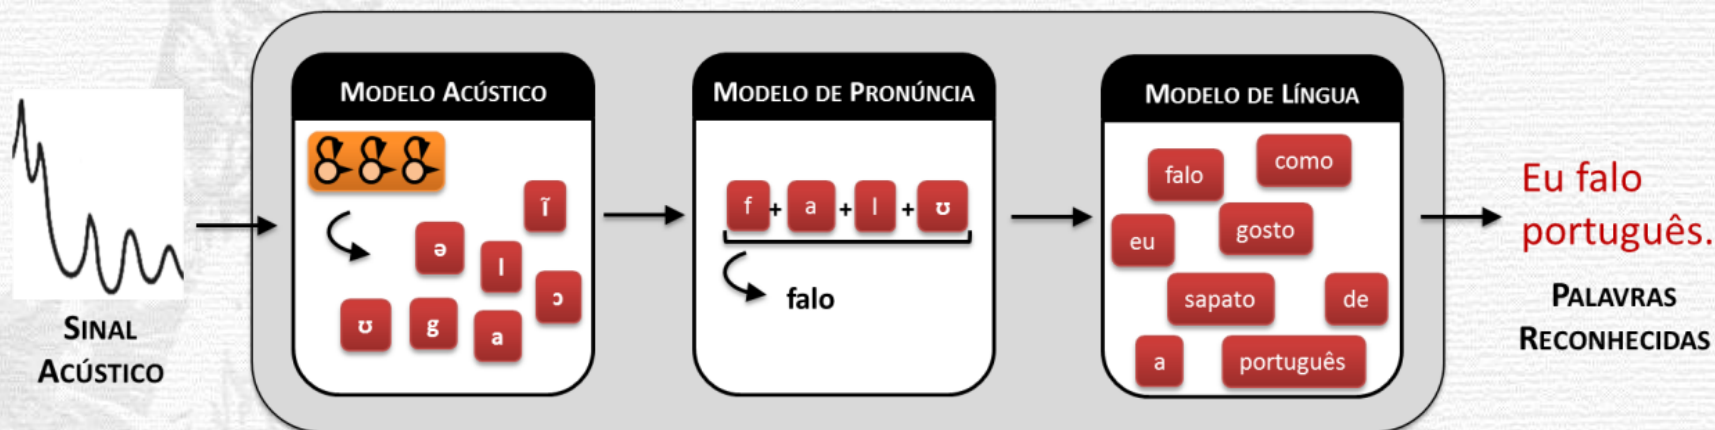 SINAL
ACÚSTICO
MODELO ACÚSTICO
ĩ
ə
l
ɔ
ʊ
g
a
MODELO DE PRONÚNCIA
f + a + l + ʊ
falo
MODELO DE LÍNGUA
falo
como
eu
gosto
sapato
de
a
português
Eu falo
português.
PALAVRAS
RECONHECIDAS